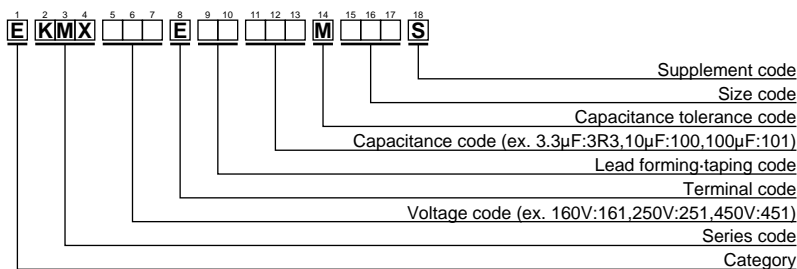 1 2 3 4 5 6 7 8 9 10 11 12 13 14 15 16 17 18
E KMX E M S
Supplement code
Size code
Capacitance tolerance code
Capacitance code (ex. 3.3μF:3R3,10μF:100,100μF:101)
Lead forming·taping code
Terminal code
Voltage code (ex. 160V:161,250V:251,450V:451)
Series code
Category